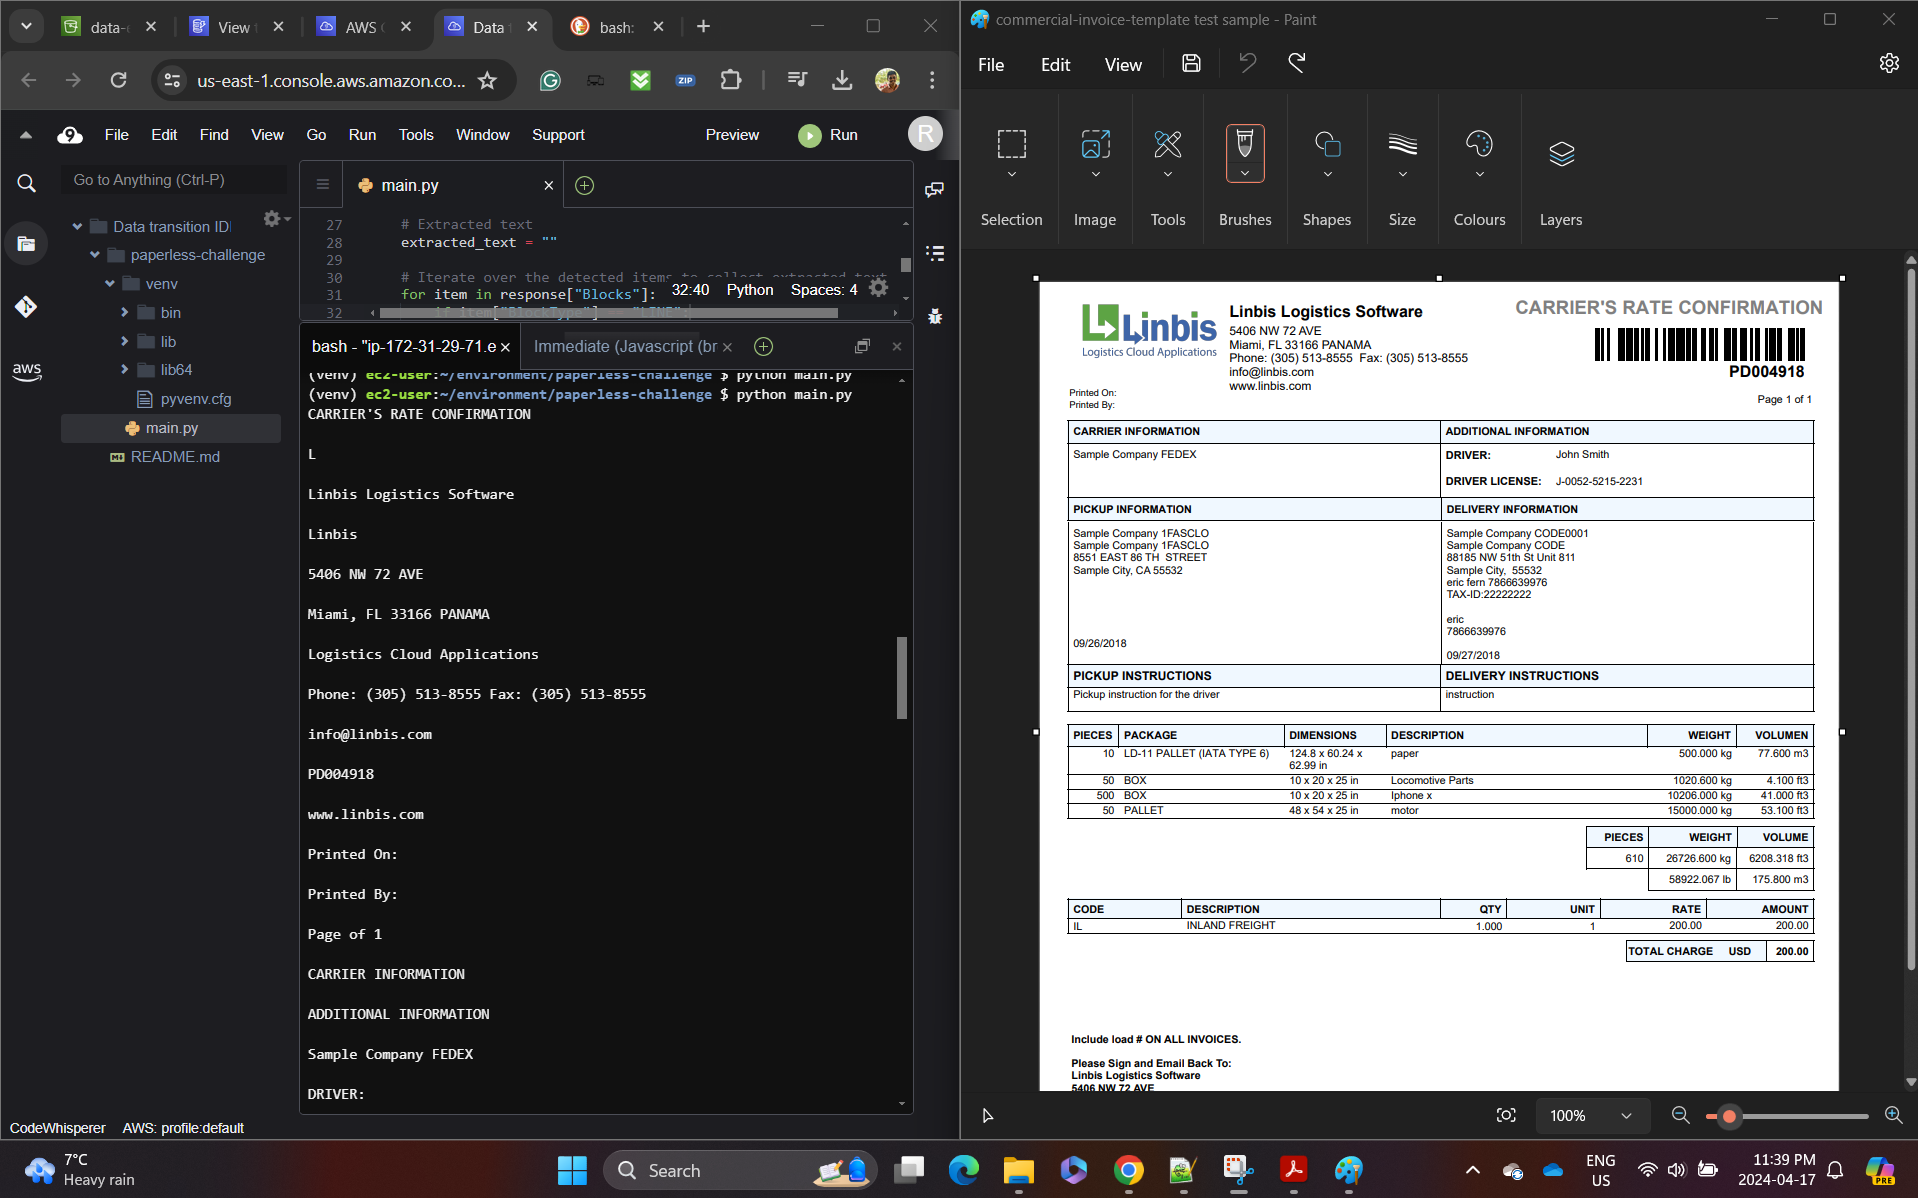 data-
View
AWS
Data
bash:
us-east-1.console.aws.amazon.co...
ZIP
File Edit Find View Go Run Tools Window Support Preview Run
R
Go to Anything (Ctrl-P)
Data transition ID
paperless-challenge
venv
bin
lib
lib64
pyvenv.cfg
main.py
README.md
aws
main.py
27 # Extracted text
28 extracted_text = ""
29
30 # Iterate over the detected items to collect extracted text
31 for item in response["Blocks"]:
32 if item["BlockType"] == "LINE":
32:40 Python Spaces: 4
bash - "ip-172-31-29-71.e
Immediate (Javascript (br
(venv) ec2-user:~/environment/paperless-challenge $ python main.py
(venv) ec2-user:~/environment/paperless-challenge $ python main.py
CARRIER'S RATE CONFIRMATION
L
Linbis Logistics Software
Linbis
5406 NW 72 AVE
Miami, FL 33166 PANAMA
Logistics Cloud Applications
Phone: (305) 513-8555 Fax: (305) 513-8555
info@linbis.com
PD004918
www.linbis.com
Printed On:
Printed By:
Page of 1
CARRIER INFORMATION
ADDITIONAL INFORMATION
Sample Company FEDEX
DRIVER:
CodeWhisperer AWS: profile:default
commercial-invoice-template test sample - Paint
File Edit View
Selection Image Tools Brushes Shapes Size Colours Layers
Linbis
Logistics Cloud Applications
Linbis Logistics Software
5406 NW 72 AVE
Miami, FL 33166 PANAMA
Phone: (305) 513-8555 Fax: (305) 513-8555
info@linbis.com
www.linbis.com
CARRIER'S RATE CONFIRMATION
PD004918
Printed On:
Printed By:
Page 1 of 1
CARRIER INFORMATION ADDITIONAL INFORMATION
Sample Company FEDEX
DRIVER: John Smith
DRIVER LICENSE: J-0052-5215-2231
PICKUP INFORMATION DELIVERY INFORMATION
Sample Company 1FASCLO
Sample Company 1FASCLO
8551 EAST 86 TH STREET
Sample City, CA 55532
09/26/2018
Sample Company CODE0001
Sample Company CODE
88185 NW 51th St Unit 811
Sample City, 55532
eric fern 7866639976
TAX-ID:22222222
eric
7866639976
09/27/2018
PICKUP INSTRUCTIONS DELIVERY INSTRUCTIONS
Pickup instruction for the driver instruction
PIECES PACKAGE DIMENSIONS DESCRIPTION WEIGHT VOLUMEN
10 LD-11 PALLET (IATA TYPE 6) 124.8 x 60.24 x paper 500.000 kg 77.600 m3
62.99 in
50 BOX 10 x 20 x 25 in Locomotive Parts 1020.600 kg 4.100 ft3
500 BOX 10 x 20 x 25 in Iphone x 10206.000 kg 41.000 ft3
50 PALLET 48 x 54 x 25 in motor 15000.000 kg 53.100 ft3
PIECES WEIGHT VOLUME
610 26726.600 kg 6208.318 ft3
58922.067 lb 175.800 m3
CODE DESCRIPTION QTY UNIT RATE AMOUNT
IL INLAND FREIGHT 1.000 1 200.00 200.00
TOTAL CHARGE USD 200.00
Include load # ON ALL INVOICES.
Please Sign and Email Back To:
Linbis Logistics Software
5406 NW 72 AVE
100%
7°C
Heavy rain
Search
ENG
US
11:39 PM
2024-04-17
PRE